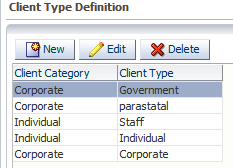 Client Type Definition
New Edit Delete
Client Category Client Type
Corporate Government
Corporate parastatal
Individual Staff
Individual Individual
Corporate Corporate